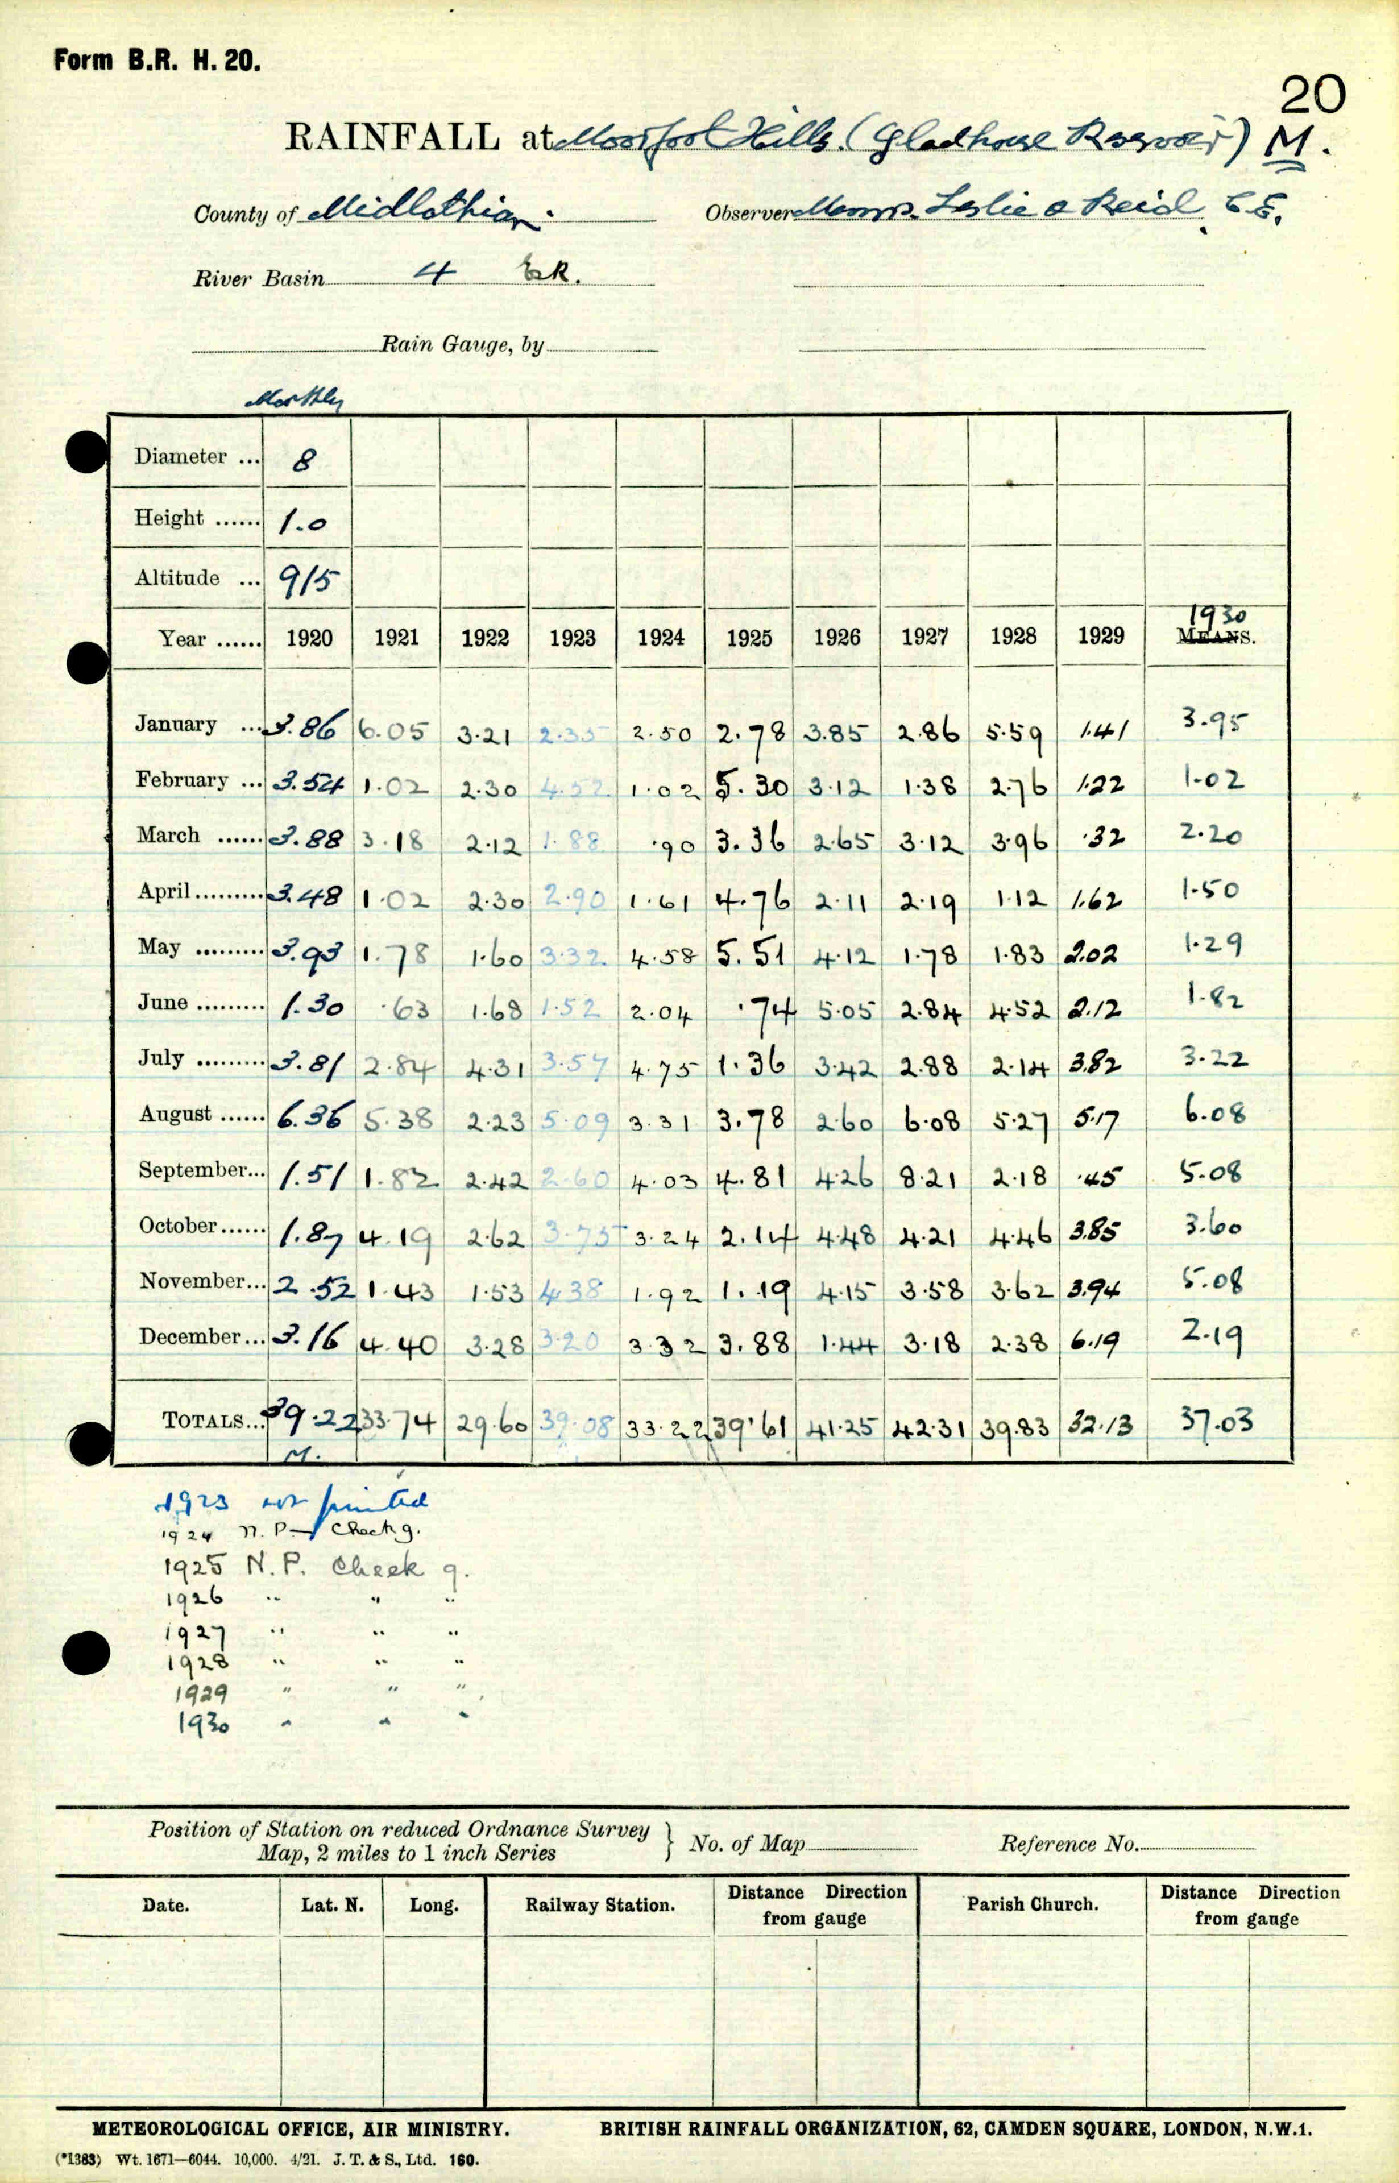 Form B.R. H. 20.
20
RAINFALL at Moorfoot Hills. (Gladhouse Reservoir) M.
County of Midlothian. Observer Messrs. Leslie & Reid, C.E.
River Basin 4 Esk.
Rain Gauge, by
Monthly
Diameter ... 8
Height ...... 1.0
Altitude ... 915
Year ...... 1920 1921 1922 1923 1924 1925 1926 1927 1928 1929 1930 MEANS.
January ... 3.86 6.05 3.21 2.35 2.50 2.78 3.85 2.86 5.59 1.41 3.95
February ... 3.54 1.02 2.30 4.52 1.02 5.30 3.12 1.38 2.76 1.22 1.02
March ...... 3.88 3.18 2.12 1.88 .90 3.36 2.65 3.12 3.96 .32 2.20
April ......... 3.48 1.02 2.30 2.90 1.61 4.76 2.11 2.19 1.12 1.62 1.50
May ......... 3.93 1.78 1.60 3.32 4.58 5.51 4.12 1.78 1.83 2.02 1.29
June ......... 1.30 .63 1.68 1.52 2.04 .74 5.05 2.84 4.52 2.12 1.82
July ......... 3.81 2.84 4.31 3.57 4.75 1.36 3.42 2.88 2.14 3.82 3.22
August ...... 6.36 5.38 2.23 5.09 3.31 3.78 2.60 6.08 5.27 5.17 6.08
September... 1.51 1.82 2.42 2.60 4.03 4.81 4.26 8.21 2.18 .45 5.08
October...... 1.87 4.19 2.62 3.75 3.24 2.14 4.48 4.21 4.46 3.85 3.60
November... 2.52 1.43 1.53 4.38 1.92 1.19 4.15 3.58 3.62 3.94 5.08
December... 3.16 4.40 3.28 3.20 3.32 3.88 1.44 3.18 2.38 6.19 2.19
TOTALS... 39.22 33.74 29.60 39.08 33.22 39.61 41.25 42.31 39.83 32.13 37.03
M.
1923 not printed
1924 N. P. Check g.
1925 N. P. Check g.
1926 " " "
1927 " " "
1928 " " "
1929 " " "
1930 " " "
Position of Station on reduced Ordnance Survey
Map, 2 miles to 1 inch Series } No. of Map Reference No.
Date. Lat. N. Long. Railway Station. Distance Direction from gauge Parish Church. Distance Direction from gauge
METEOROLOGICAL OFFICE, AIR MINISTRY. BRITISH RAINFALL ORGANIZATION, 62, CAMDEN SQUARE, LONDON, N.W.1.
(*1383) Wt. 1671—6044. 10,000. 4/21. J. T. & S., Ltd. 160.